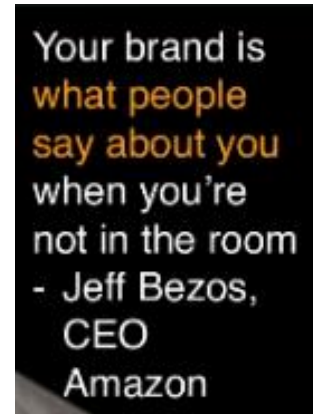 Your brand is
what people
say about you
when you're
not in the room
- Jeff Bezos,
CEO
Amazon